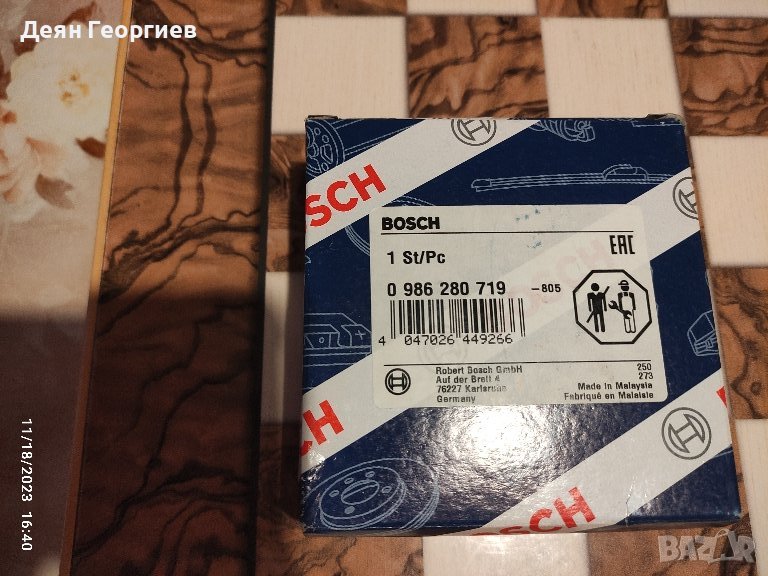 Деян Георгиев
BOSCH
BOSCH
1 St/Pc
EAC
0 986 280 719
-805
4 047026 449266
Robert Bosch GmbH
Auf der Breit 4
76227 Karlsruhe
Germany
250
273
Made in Malaysia
Fabriqué en Malaisie
BOSCH
BOSCH
11/18/2023 16:40
BAZAR